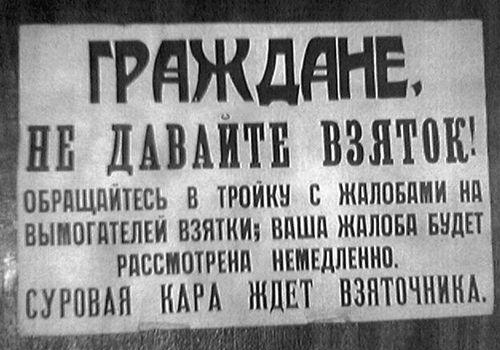 ГРАЖДАНЕ,
НЕ ДАВАЙТЕ ВЗЯТОК!
ОБРАЩАЙТЕСЬ В ТРОЙКУ С ЖАЛОБАМИ НА
ВЫМОГАТЕЛЕЙ ВЗЯТКИ; ВАША ЖАЛОБА БУДЕТ
РАССМОТРЕНА НЕМЕДЛЕННО.
СУРОВАЯ КАРА ЖДЕТ ВЗЯТОЧНИКА.